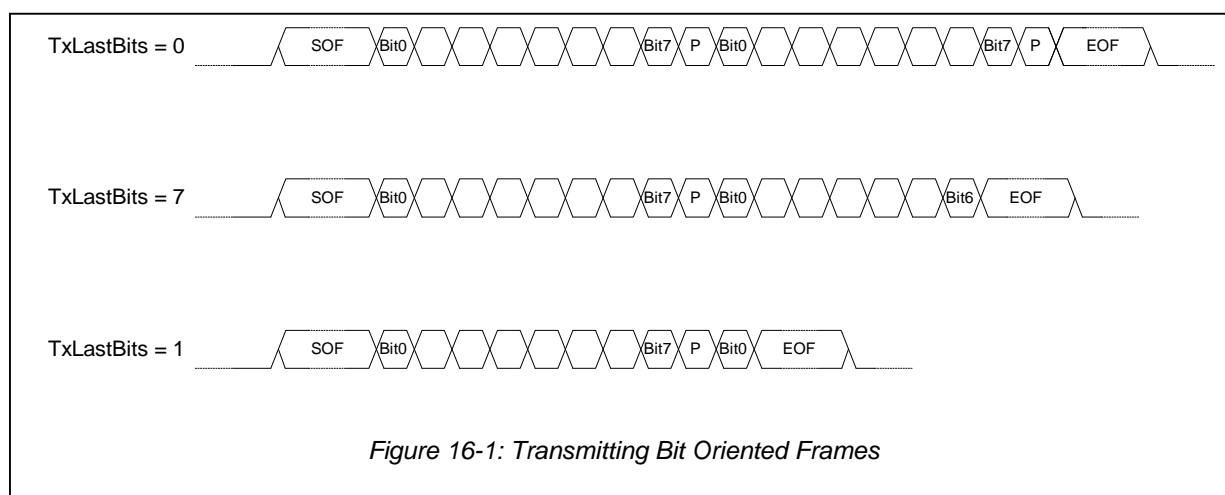 TxLastBits = 0 SOF Bit0 Bit7 P Bit0 Bit7 P EOF
TxLastBits = 7 SOF Bit0 Bit7 P Bit0 Bit6 EOF
TxLastBits = 1 SOF Bit0 Bit7 P Bit0 EOF
Figure 16-1: Transmitting Bit Oriented Frames